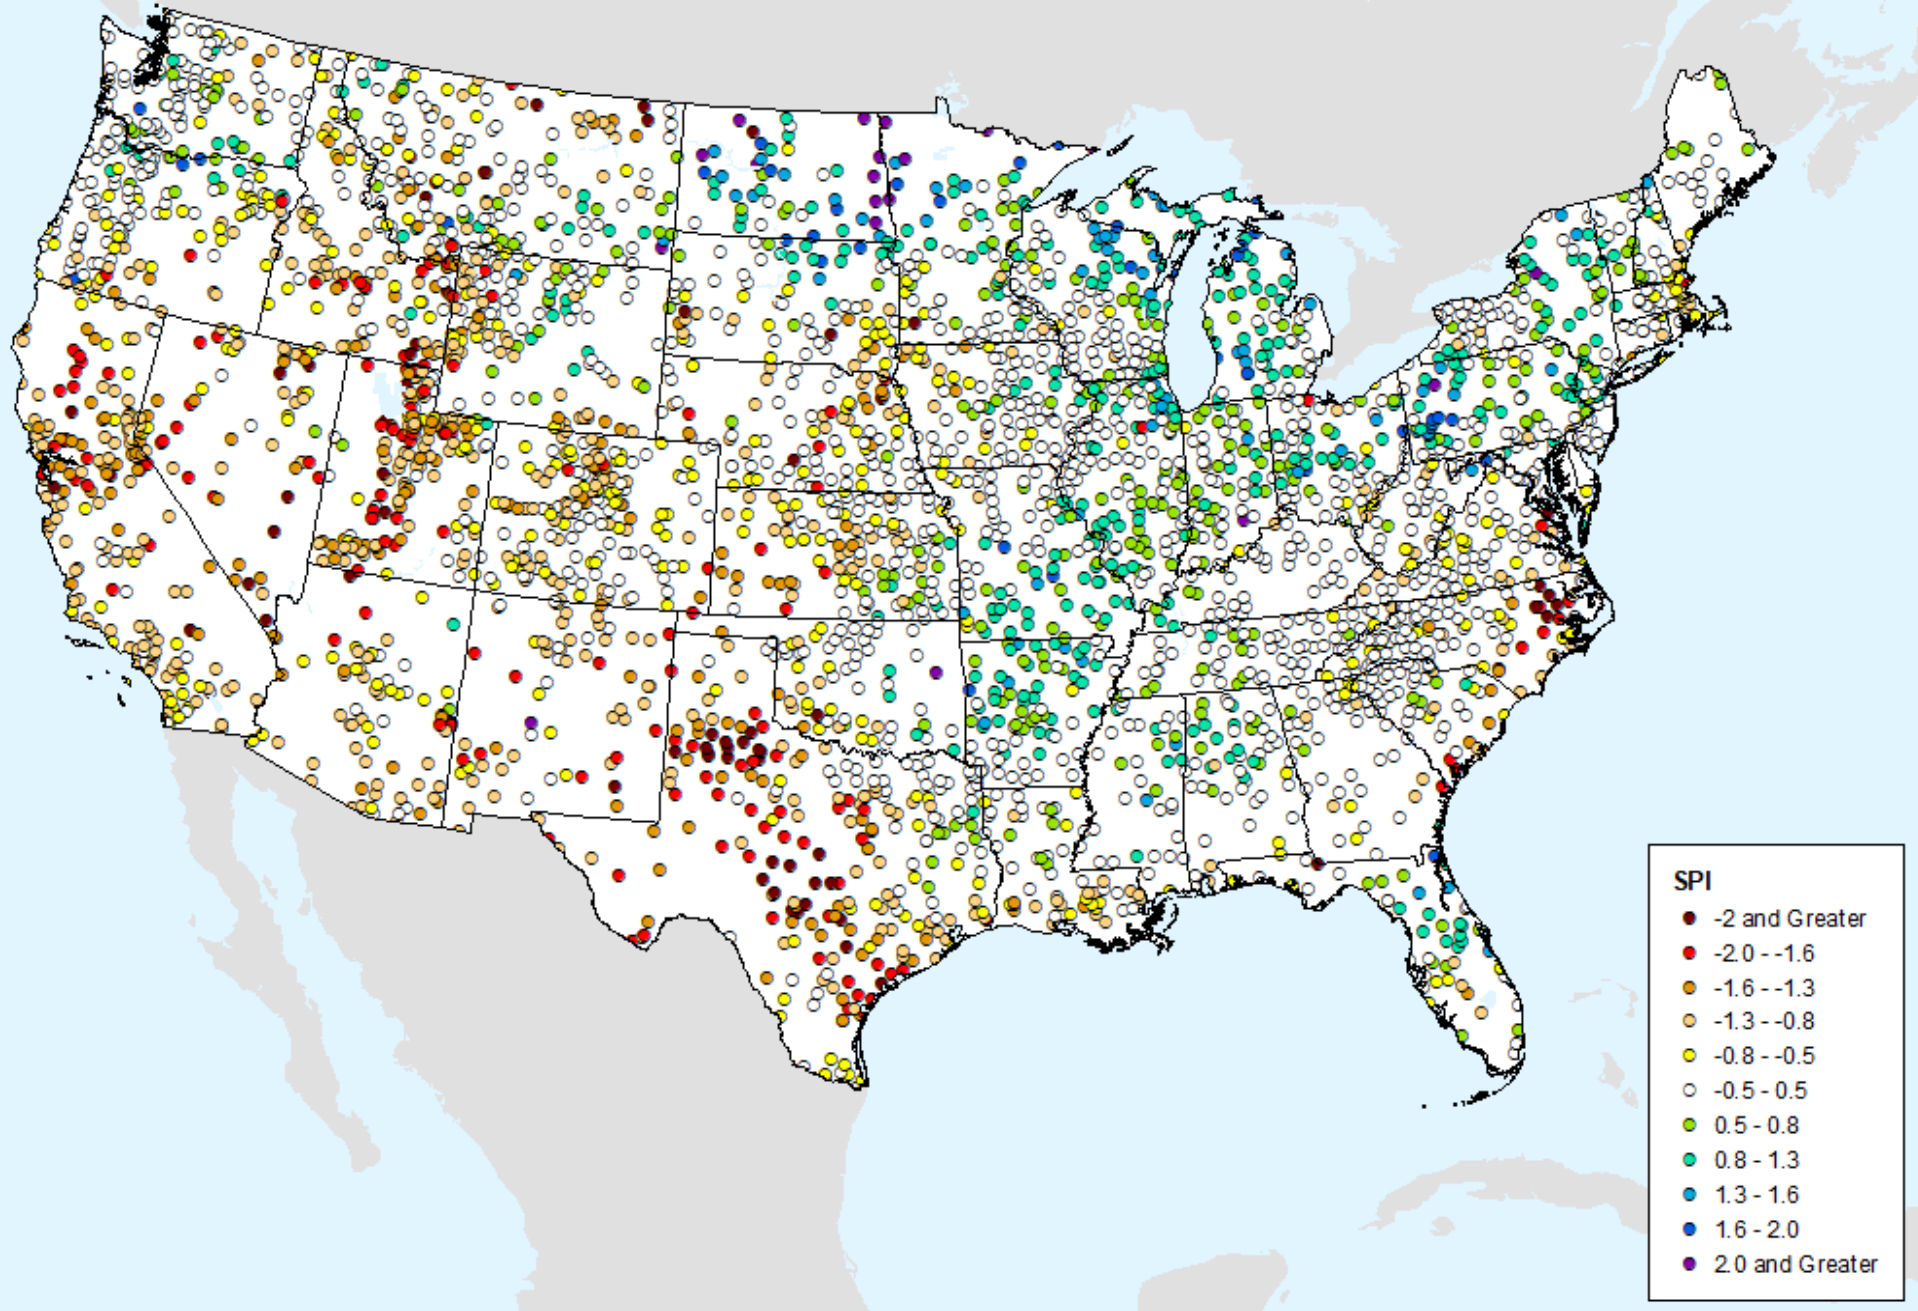 SPI
-2 and Greater
-2.0 - -1.6
-1.6 - -1.3
-1.3 - -0.8
-0.8 - -0.5
-0.5 - 0.5
0.5 - 0.8
0.8 - 1.3
1.3 - 1.6
1.6 - 2.0
2.0 and Greater